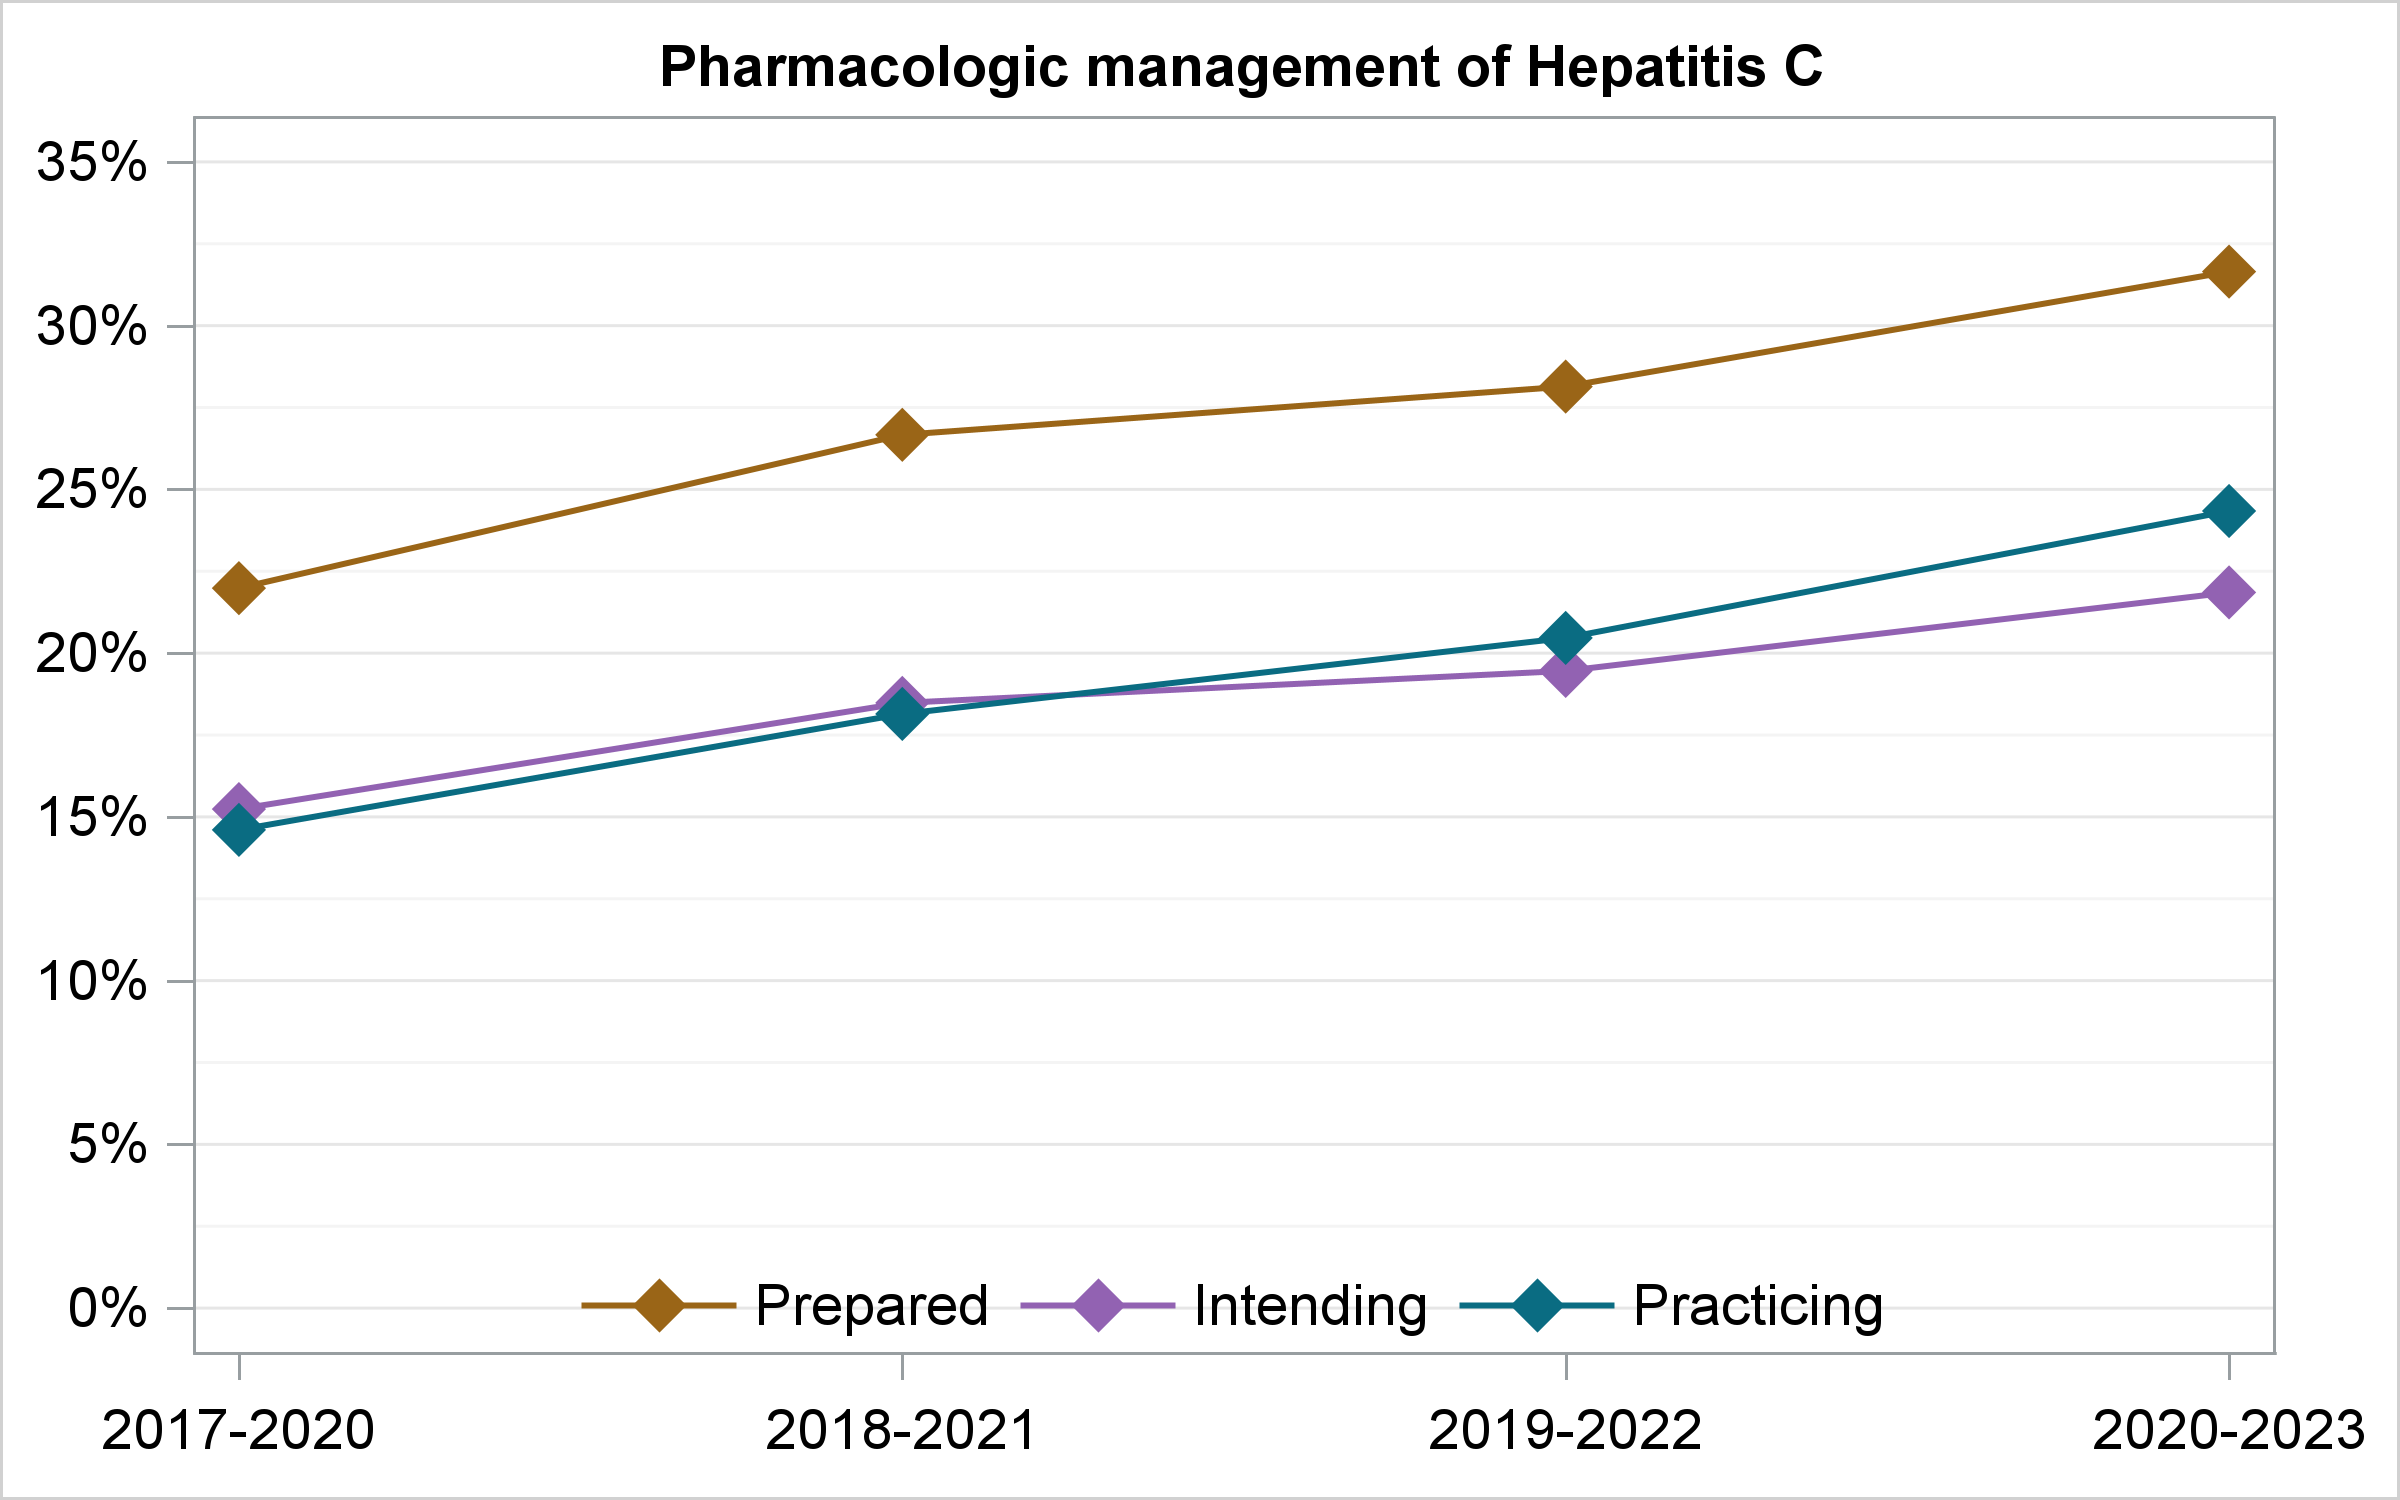 Pharmacologic management of Hepatitis C
35%
30%
25%
20%
15%
10%
5%
0%
Prepared Intending Practicing
2017-2020 2018-2021 2019-2022 2020-2023